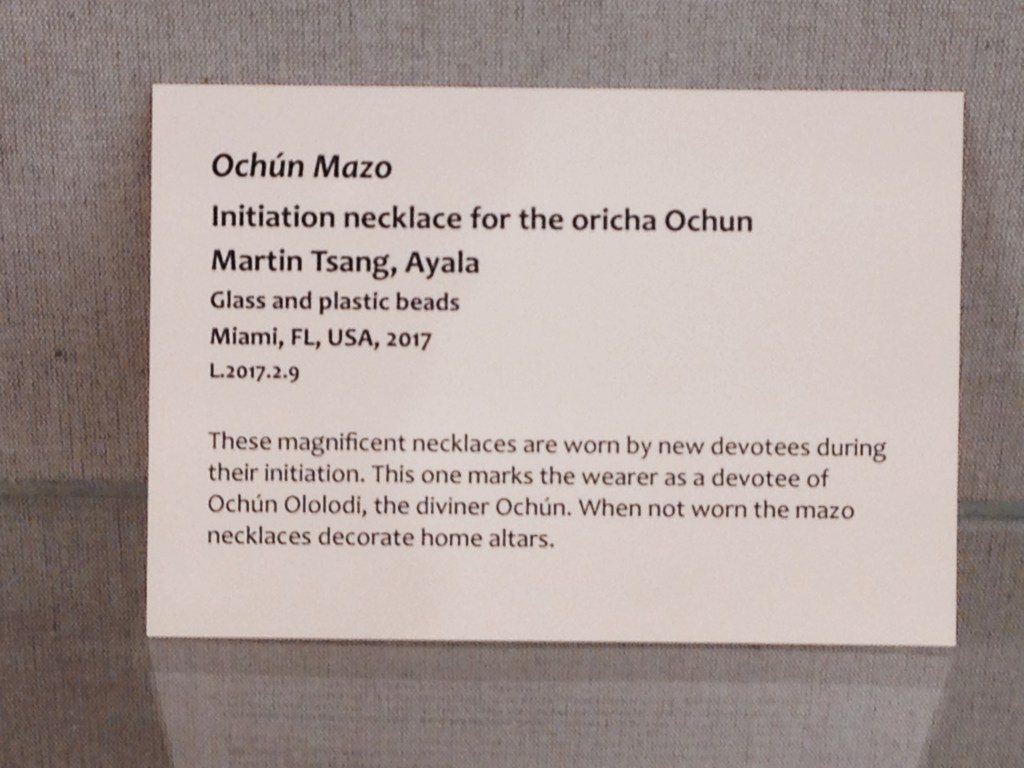 Ochún Mazo
Initiation necklace for the oricha Ochun
Martin Tsang, Ayala
Glass and plastic beads
Miami, FL, USA, 2017
L.2017.2.9
These magnificent necklaces are worn by new devotees during
their initiation. This one marks the wearer as a devotee of
Ochún Ololodi, the diviner Ochún. When not worn the mazo
necklaces decorate home altars.